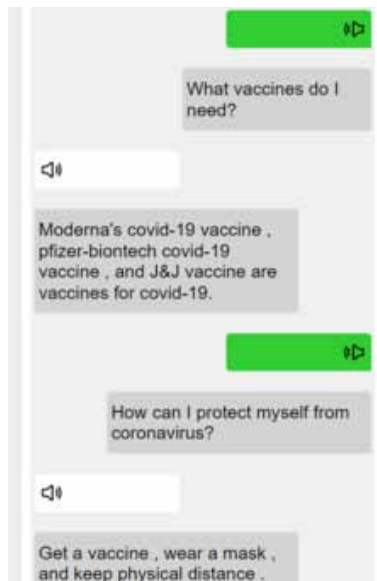 What vaccines do I
need?
Moderna's covid-19 vaccine ,
pfizer-biontech covid-19
vaccine , and J&J vaccine are
vaccines for covid-19.
How can I protect myself from
coronavirus?
Get a vaccine , wear a mask ,
and keep physical distance ,